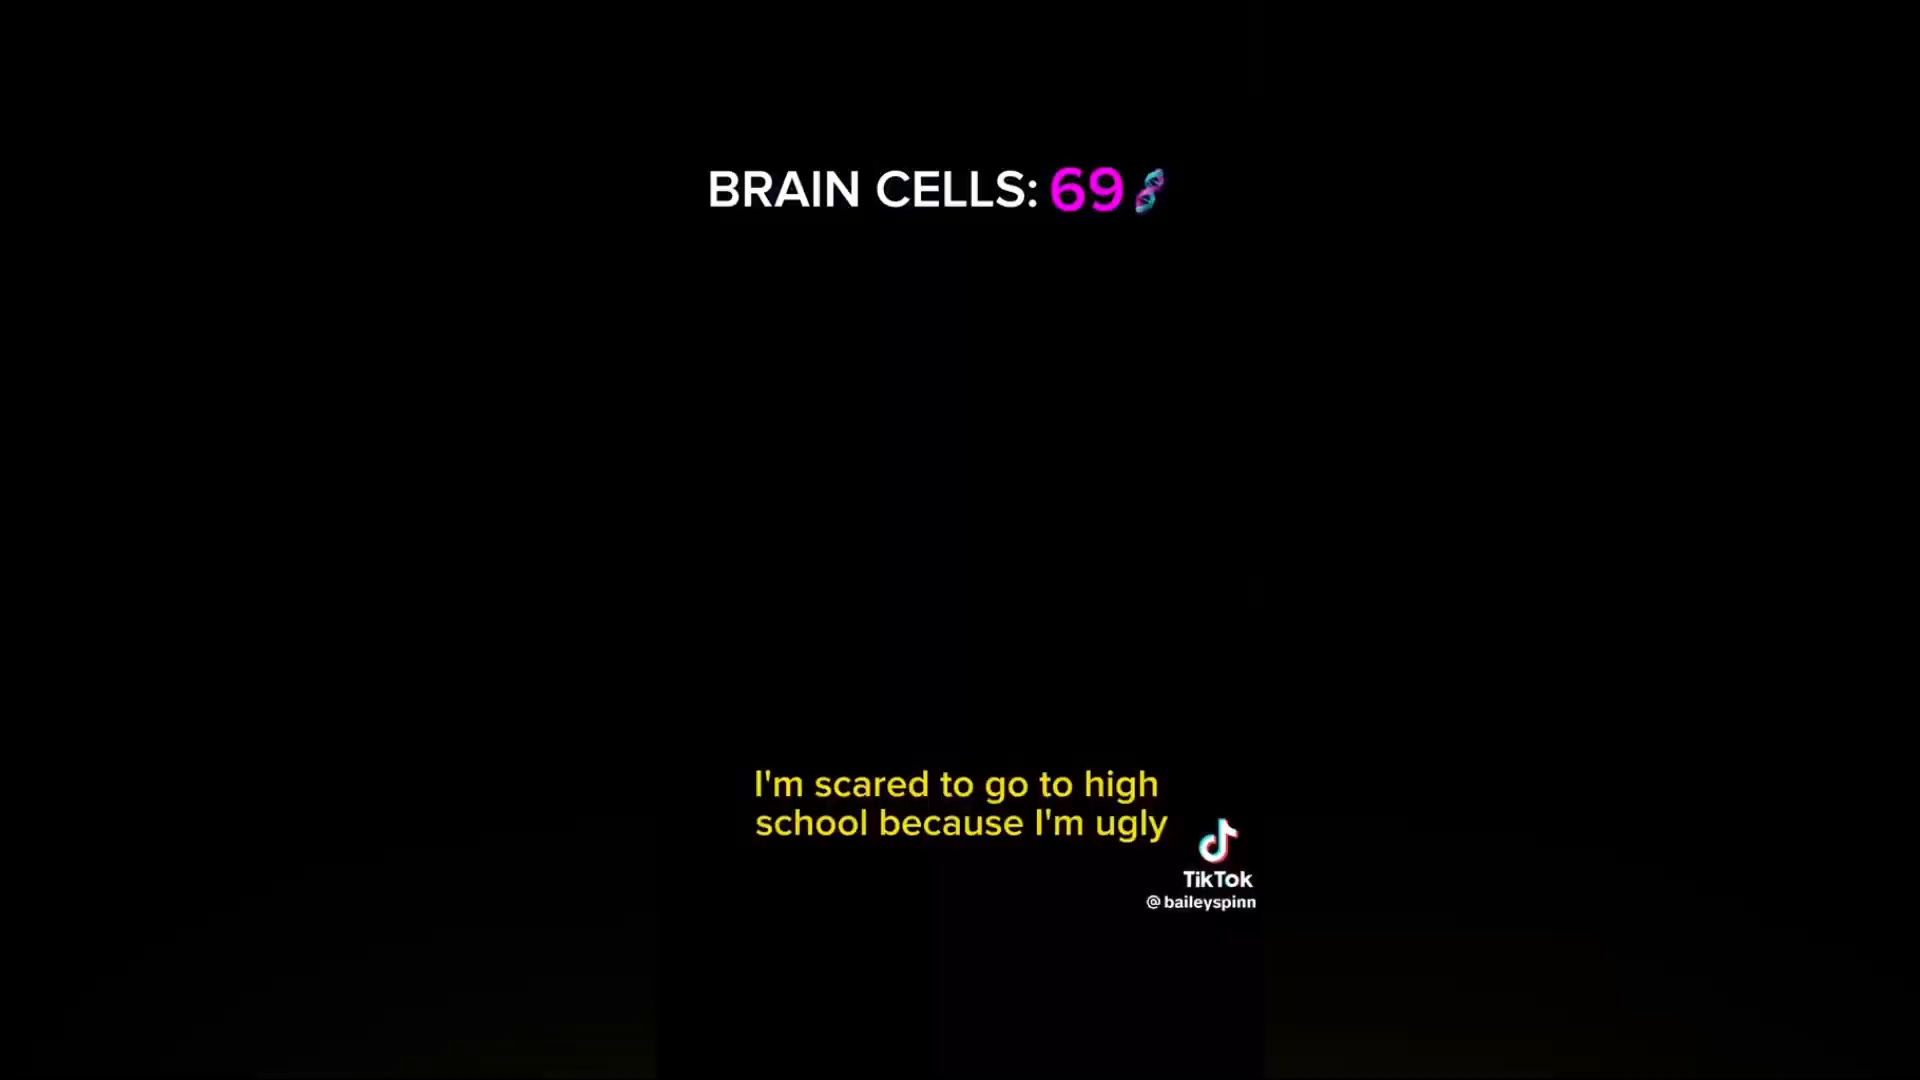 BRAIN CELLS: 69🧬
I'm scared to go to high
school because I'm ugly
TikTok
@baileyspinn